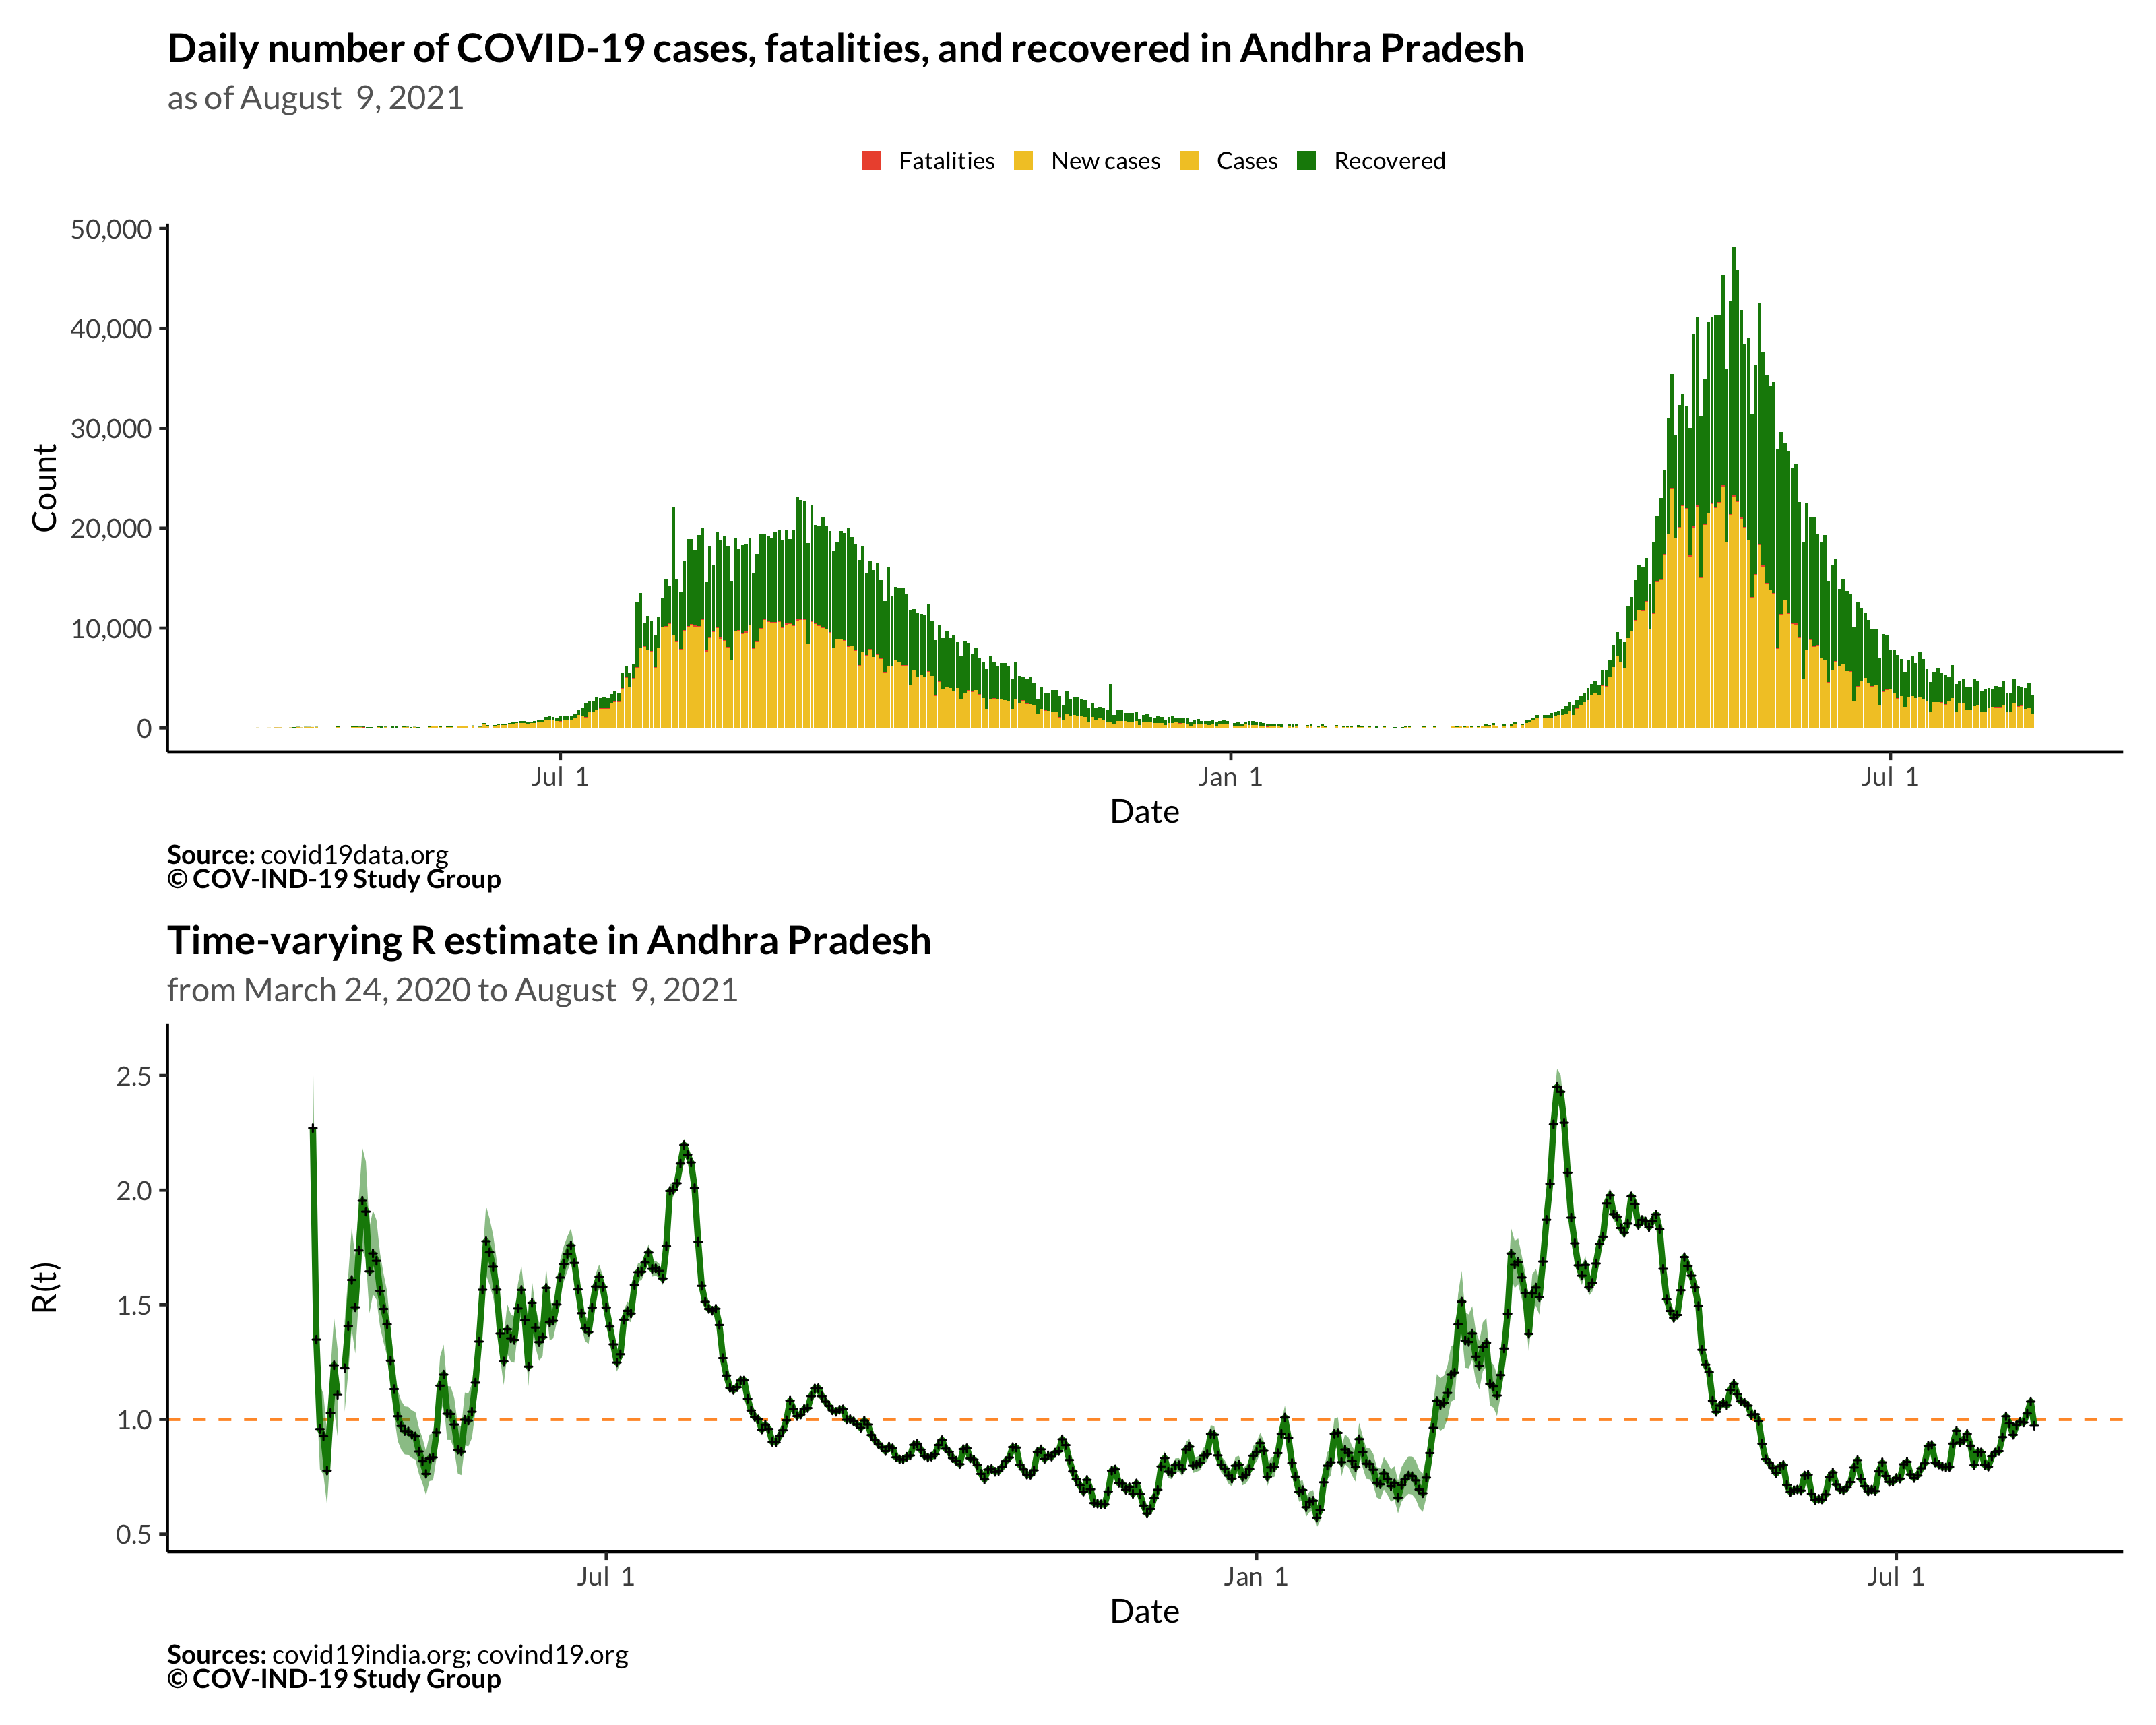 Daily number of COVID-19 cases, fatalities, and recovered in Andhra Pradesh
as of August  9, 2021
Fatalities New cases Cases Recovered
50,000
40,000
30,000
20,000
10,000
0
Count
Jul  1 Jan  1 Jul  1
Date
Source: covid19data.org
© COV-IND-19 Study Group
Time-varying R estimate in Andhra Pradesh
from March 24, 2020 to August  9, 2021
2.5
2.0
1.5
1.0
0.5
R(t)
Jul  1 Jan  1 Jul  1
Date
Sources: covid19india.org; covind19.org
© COV-IND-19 Study Group